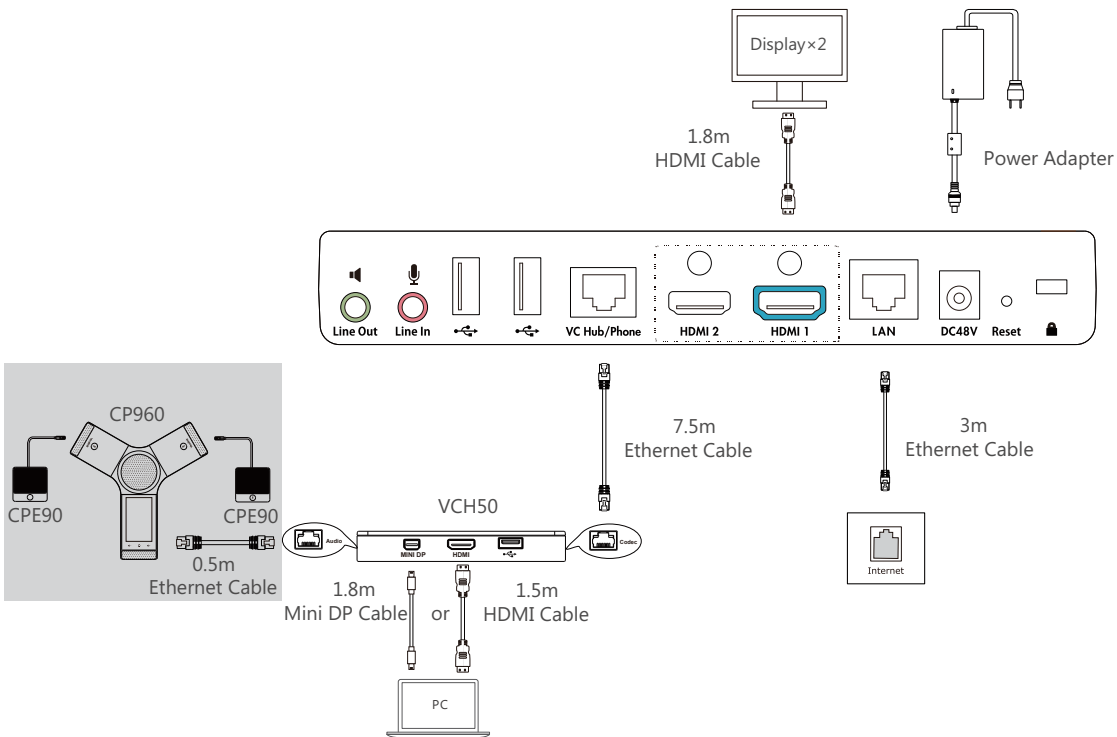 Display×2
1.8m
HDMI Cable
Power Adapter
Line Out
Line In
VC Hub/Phone
HDMI 2
HDMI 1
LAN
DC48V
Reset
CP960
CPE90
CPE90
0.5m
Ethernet Cable
7.5m
Ethernet Cable
3m
Ethernet Cable
VCH50
Audio
MINI DP
HDMI
Codec
Internet
1.8m
Mini DP Cable
or
1.5m
HDMI Cable
PC